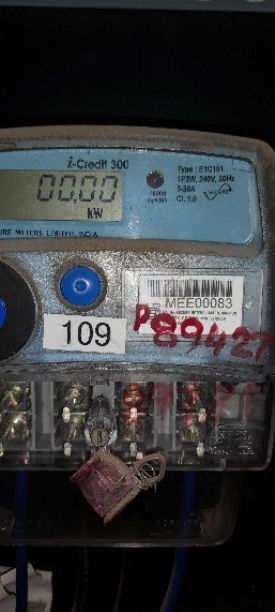 i-Credit 300
00.00
kW
Type : E1C101
1P2W, 240V, 50Hz
5-30A
Cl. 1.0
URE METERS LIMITED, INDIA
MEE00083
109
P89427